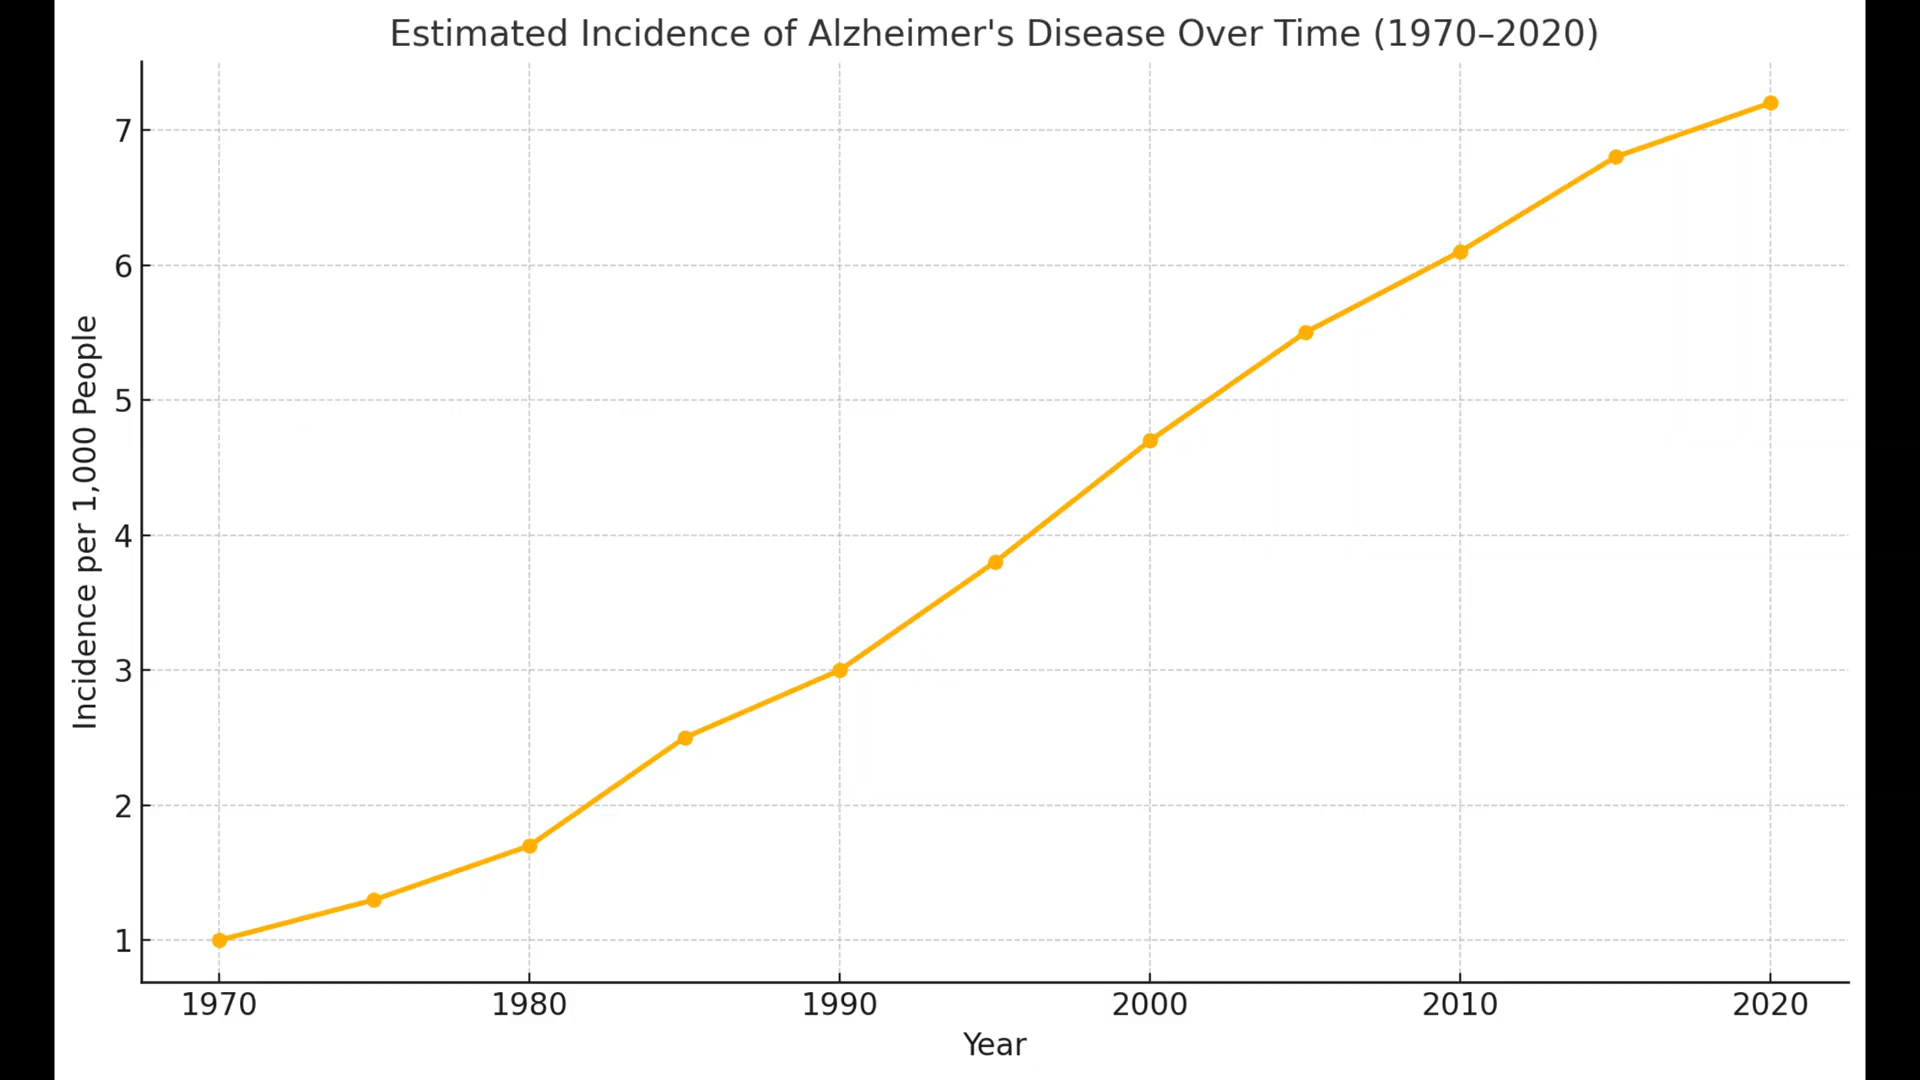 Estimated Incidence of Alzheimer's Disease Over Time (1970–2020)
Incidence per 1,000 People
7
6
5
4
3
2
1
1970 1980 1990 2000 2010 2020
Year